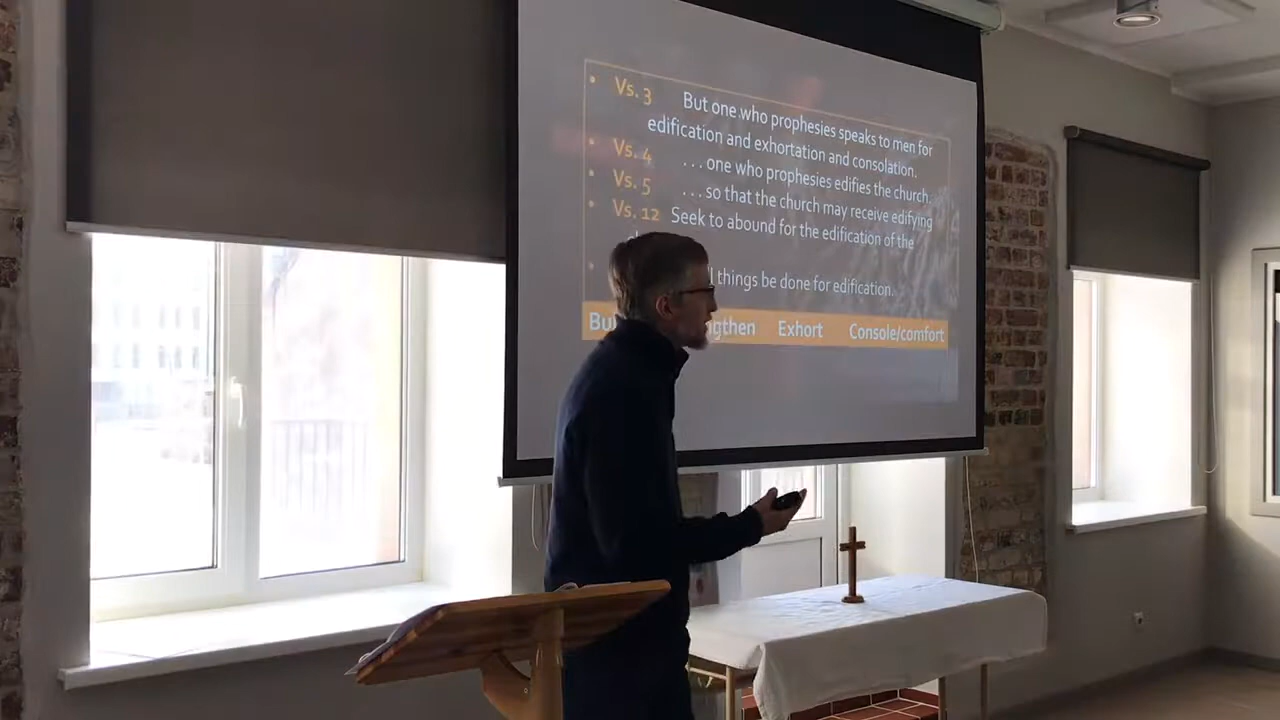 • Vs. 3 But one who prophesies speaks to men for
edification and exhortation and consolation.
• Vs. 4 ... one who prophesies edifies the church.
• Vs. 5 ... so that the church may receive edifying
• Vs. 12 Seek to abound for the edification of the
• things be done for edification.
Exhort Console/comfort